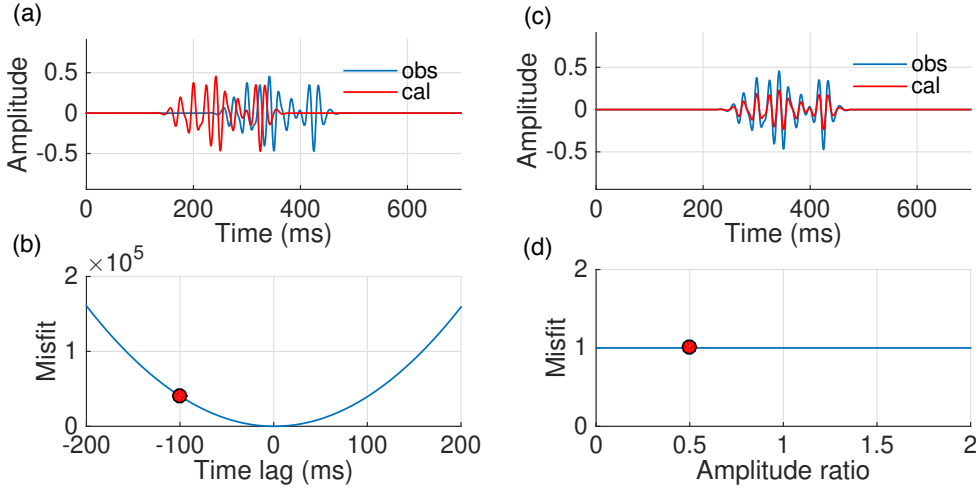 (a)
Amplitude
0.5
0
-0.5
obs
cal
0 200 400 600
Time (ms)
(c)
Amplitude
0.5
0
-0.5
obs
cal
0 200 400 600
Time (ms)
(b)
×10⁵
Misfit
2
1
0
-200 -100 0 100 200
Time lag (ms)
(d)
Misfit
2
1
0
0 0.5 1 1.5 2
Amplitude ratio